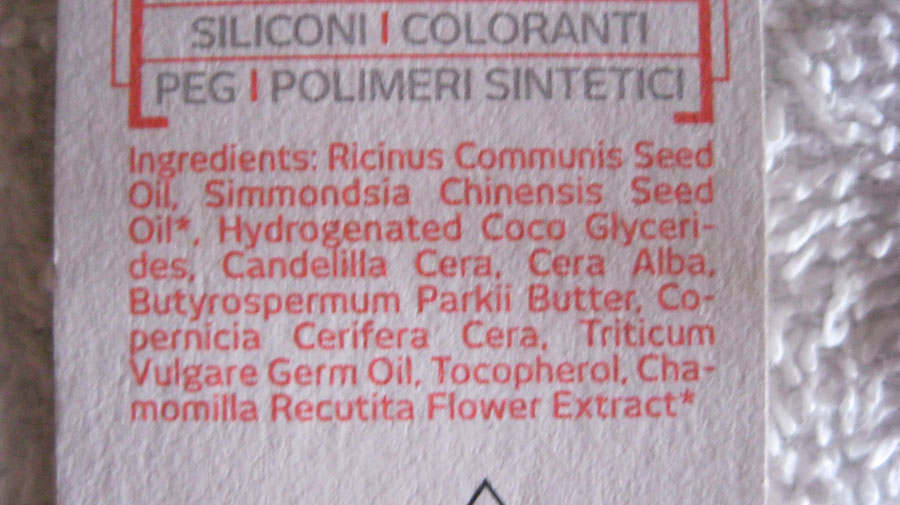 SILICONI | COLORANTI
PEG | POLIMERI SINTETICI
Ingredients: Ricinus Communis Seed
Oil, Simmondsia Chinensis Seed
Oil*, Hydrogenated Coco Glyceri-
des, Candelilla Cera, Cera Alba,
Butyrospermum Parkii Butter, Co-
pernicia Cerifera Cera, Triticum
Vulgare Germ Oil, Tocopherol, Cha-
momilla Recutita Flower Extract*